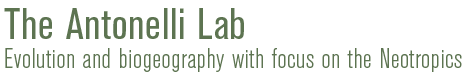 The Antonelli Lab
Evolution and biogeography with focus on the Neotropics